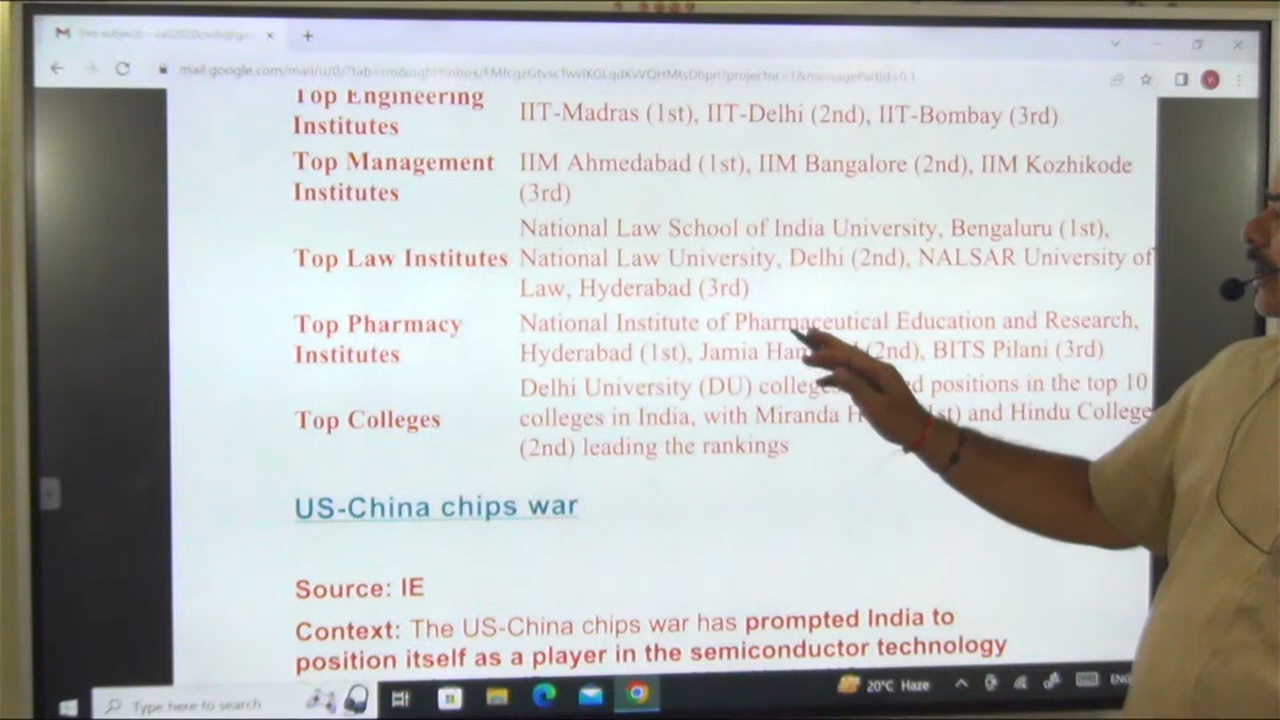 Top Engineering
Institutes
IIT-Madras (1st), IIT-Delhi (2nd), IIT-Bombay (3rd)
Top Management
Institutes
IIM Ahmedabad (1st), IIM Bangalore (2nd), IIM Kozhikode
(3rd)
Top Law Institutes
National Law School of India University, Bengaluru (1st),
National Law University, Delhi (2nd), NALSAR University of
Law, Hyderabad (3rd)
Top Pharmacy
Institutes
National Institute of Pharmaceutical Education and Research,
Hyderabad (1st), Jamia (2nd), BITS Pilani (3rd)
Top Colleges
Delhi University (DU) positions in the top 10
colleges in India, with Miranda and Hindu College
(2nd) leading the rankings
US-China chips war
Source: IE
Context: The US-China chips war has prompted India to
position itself as a player in the semiconductor technology
Type here to search
20°C Haze
ENG